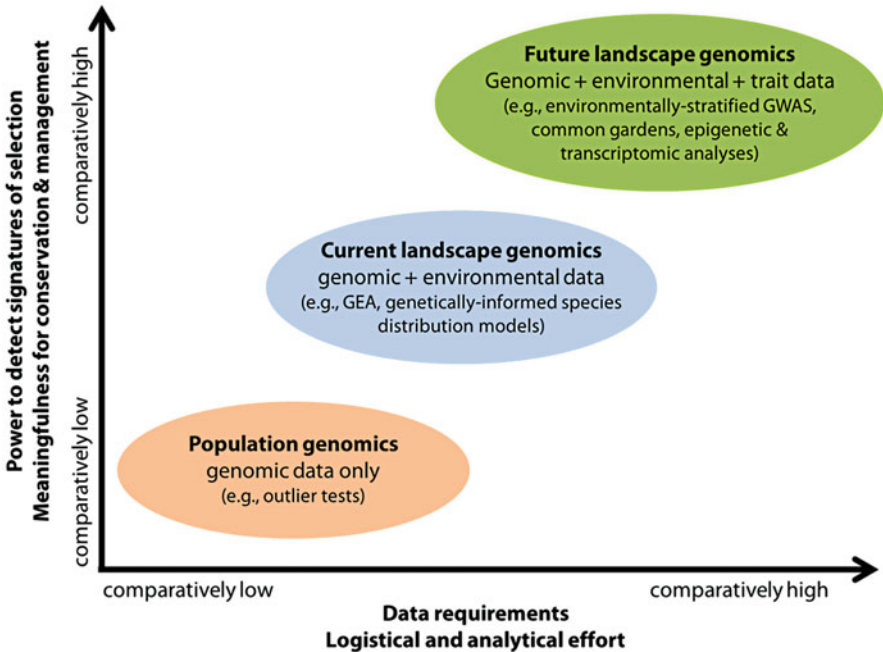 Power to detect signatures of selection
Meaningfulness for conservation & management
comparatively high
comparatively low
Future landscape genomics
Genomic + environmental + trait data
(e.g., environmentally-stratified GWAS,
common gardens, epigenetic &
transcriptomic analyses)
Current landscape genomics
genomic + environmental data
(e.g., GEA, genetically-informed species
distribution models)
Population genomics
genomic data only
(e.g., outlier tests)
comparatively low
comparatively high
Data requirements
Logistical and analytical effort